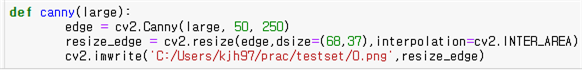 def canny(large):
    edge = cv2.Canny(large, 50, 250)
    resize_edge = cv2.resize(edge,dsize=(68,37),interpolation=cv2.INTER_AREA)
    cv2.imwrite('C:/Users/kjh97/prac/testset/0.png',resize_edge)